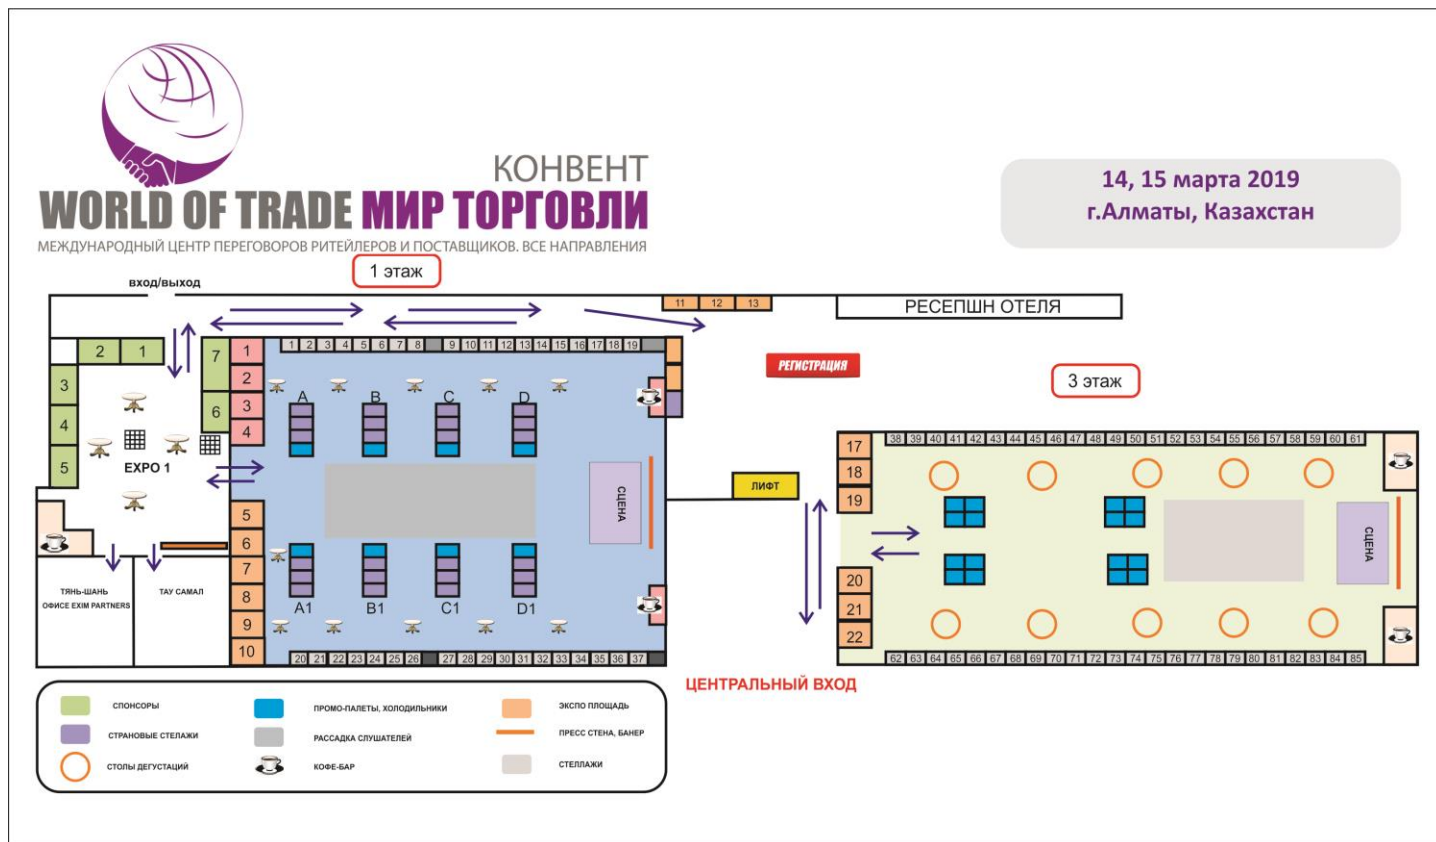 КОНВЕНТ
WORLD OF TRADE МИР ТОРГОВЛИ
МЕЖДУНАРОДНЫЙ ЦЕНТР ПЕРЕГОВОРОВ РИТЕЙЛЕРОВ И ПОСТАВЩИКОВ. ВСЕ НАПРАВЛЕНИЯ
14, 15 марта 2019
г.Алматы, Казахстан
1 этаж
вход/выход
11 12 13
РЕСЕПШН ОТЕЛЯ
2 1
3
4
5
7
6
EXPO 1
1
2
3
4
5
6
7
8
9
10
1 2 3 4 5 6 7 8 9 10 11 12 13 14 15 16 17 18 19
A B C D
СЦЕНА
A1 B1 C1 D1
20 21 22 23 24 25 26 27 28 29 30 31 32 33 34 35 36 37
ТЯНЬ-ШАНЬ
ОФИСЕ EXIM PARTNERS
ТАУ САМАЛ
РЕГИСТРАЦИЯ
ЛИФТ
3 этаж
17
18
19
20
21
22
38 39 40 41 42 43 44 45 46 47 48 49 50 51 52 53 54 55 56 57 58 59 60 61
СЦЕНА
62 63 64 65 66 67 68 69 70 71 72 73 74 75 76 77 78 79 80 81 82 83 84 85
ЦЕНТРАЛЬНЫЙ ВХОД
СПОНСОРЫ
СТРАНОВЫЕ СТЕЛАЖИ
СТОЛЫ ДЕГУСТАЦИЙ
ПРОМО-ПАЛЕТЫ, ХОЛОДИЛЬНИКИ
РАССАДКА СЛУШАТЕЛЕЙ
КОФЕ-БАР
ЭКСПО ПЛОЩАДЬ
ПРЕСС СТЕНА, БАНЕР
СТЕЛЛАЖИ